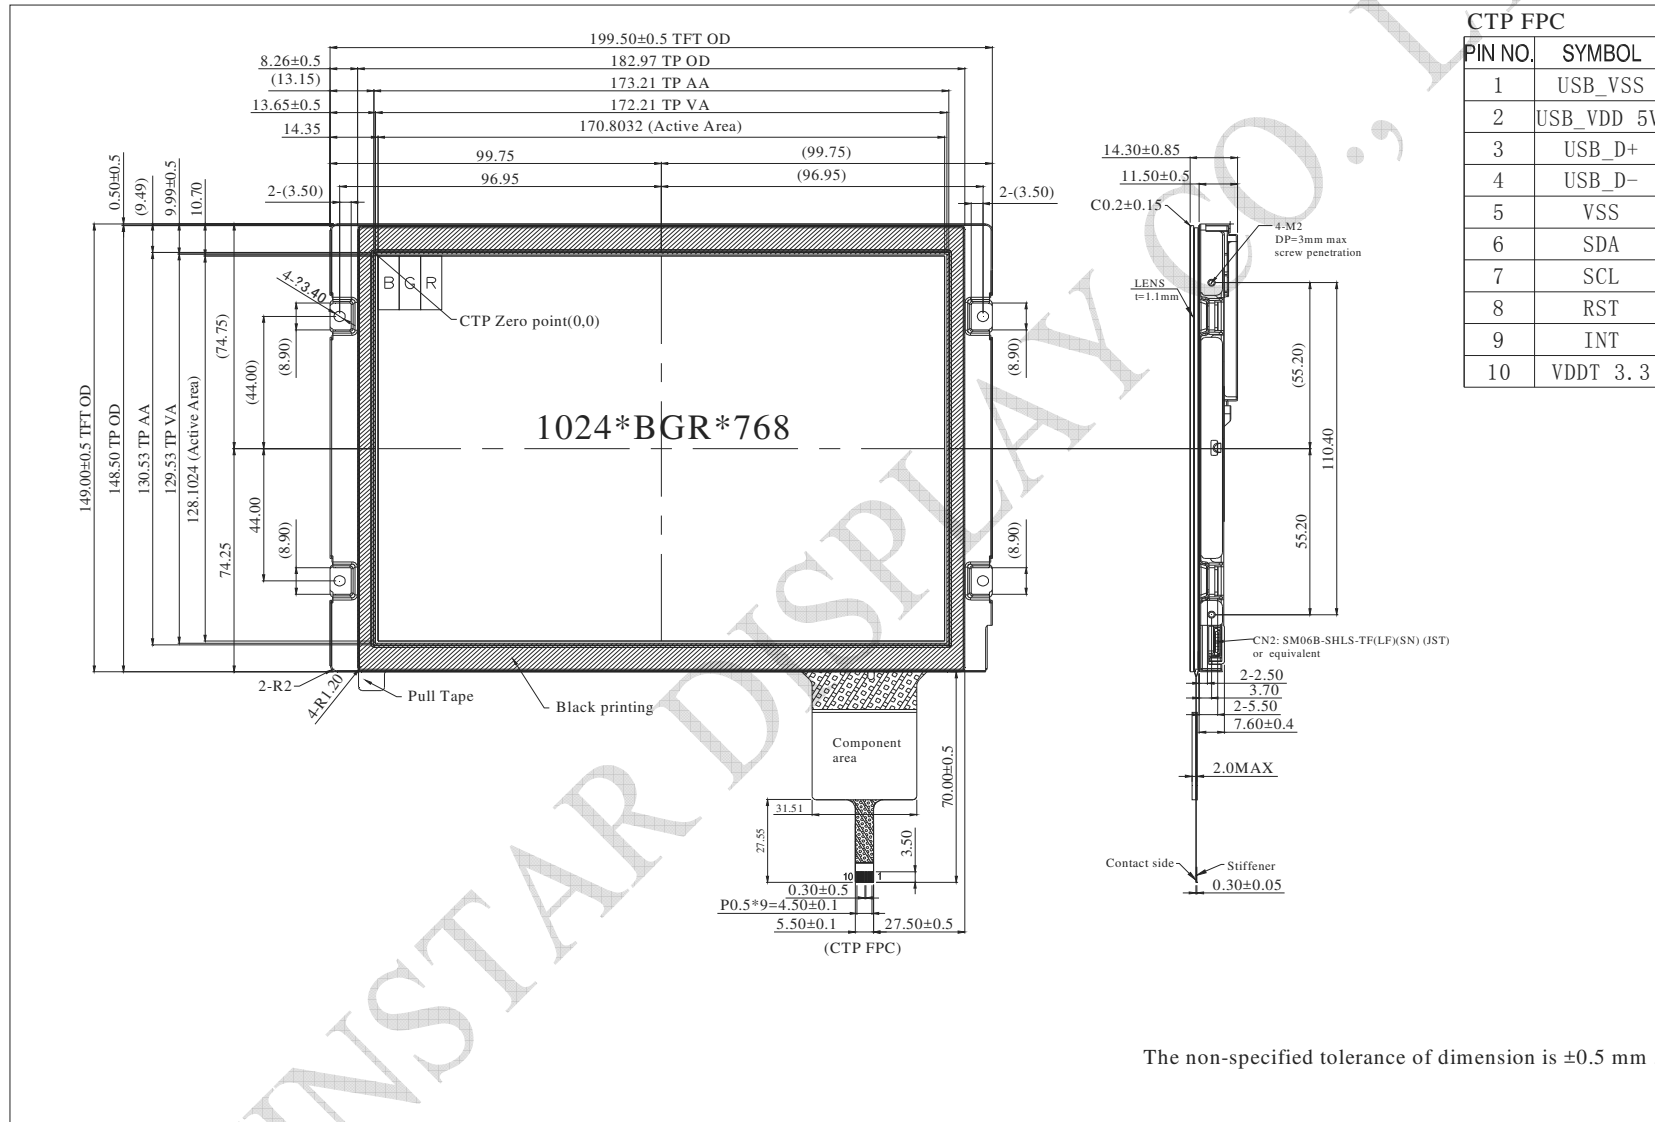 CTP FPC
PIN NO. SYMBOL
1 USB_VSS
2 USB_VDD 5V
3 USB_D+
4 USB_D-
5 VSS
6 SDA
7 SCL
8 RST
9 INT
10 VDDT 3.3
199.50±0.5 TFT OD
8.26±0.5 182.97 TP OD
(13.15) 173.21 TP AA
13.65±0.5 172.21 TP VA
14.35 170.8032 (Active Area)
99.75 (99.75)
96.95 (96.95)
2-(3.50) 2-(3.50)
0.50±0.5
(9.49)
9.99±0.5
10.70
149.00±0.5 TFT OD
148.50 TP OD
130.53 TP AA
129.53 TP VA
128.1024 (Active Area)
(74.75)
74.25
(44.00)
44.00
(8.90)
(8.90)
4-?3.40
B G R
CTP Zero point(0,0)
1024*BGR*768
(8.90)
(8.90)
2-R2
4-R1.20
Pull Tape
Black printing
Component
area
31.51
27.55
3.50
70.00±0.5
10 1
0.30±0.5
P0.5*9=4.50±0.1
5.50±0.1 27.50±0.5
(CTP FPC)
14.30±0.85
11.50±0.5
C0.2±0.15
4-M2
DP=3mm max
screw penetration
LENS
t=1.1mm
(55.20)
110.40
55.20
CN2: SM06B-SHLS-TF(LF)(SN) (JST)
or equivalent
2-2.50
3.70
2-5.50
7.60±0.4
2.0MAX
Contact side Stiffener
0.30±0.05
The non-specified tolerance of dimension is ±0.5 mm
NSTAR DISPLAY CO., L